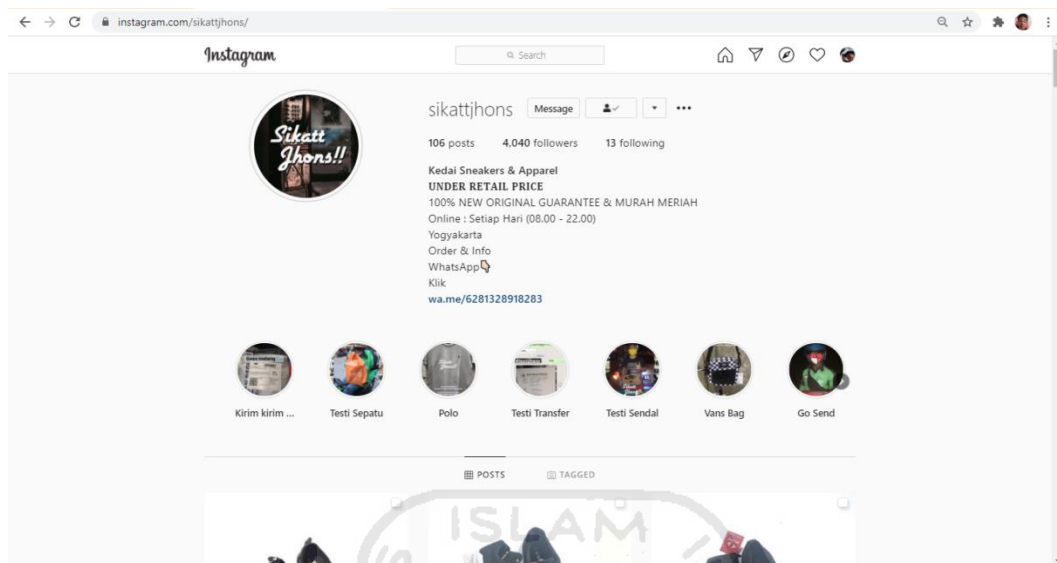 instagram.com/sikattjhons/
Instagram
Search
Sikatt
Jhons!!
sikattjhons Message
106 posts 4,040 followers 13 following
Kedai Sneakers & Apparel
UNDER RETAIL PRICE
100% NEW ORIGINAL GUARANTEE & MURAH MERIAH
Online : Setiap Hari (08.00 - 22.00)
Yogyakarta
Order & Info
WhatsApp👇🏻
Klik
wa.me/6281328918283
Kirim kirim ... Testi Sepatu Polo Testi Transfer Testi Sendal Vans Bag Go Send
POSTS TAGGED
ISLAM